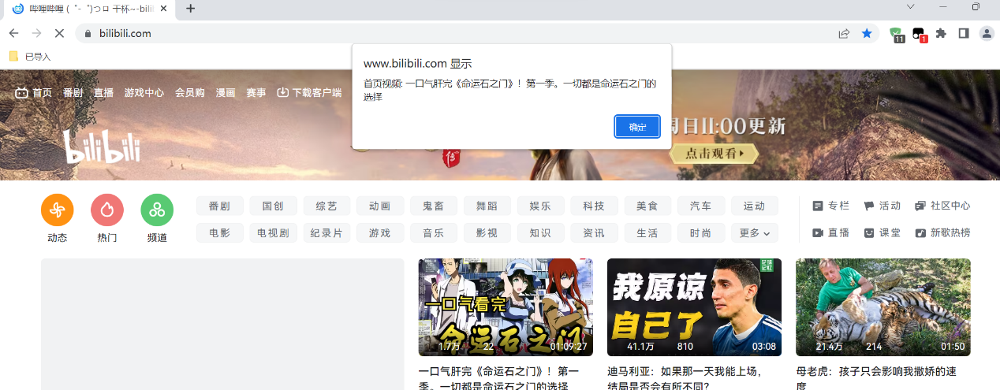 哔哩哔哩 (゜-゜)つロ 干杯~-bili
bilibili.com
11
1
已导入
www.bilibili.com 显示
首页视频: 一口气肝完《命运石之门》！第一季。一切都是命运石之门的
选择
确定
首页 番剧 直播 游戏中心 会员购 漫画 赛事 下载客户端
bilibili
周日11:00更新
点击观看
动态 热门 频道
番剧 国创 综艺 动画 鬼畜 舞蹈 娱乐 科技 美食 汽车 运动
电影 电视剧 纪录片 游戏 音乐 影视 知识 资讯 生活 时尚 更多
专栏 活动 社区中心
直播 课堂 新歌热榜
一口气看完
命运石之门
1.7万 22 01:09:27
一口气肝完《命运石之门》！第一
季。一切都是命运石之门的选择
足球
记忆
我原谅
自己了
41.1万 810 03:08
迪马利亚：如果那一天我能上场，
结局是否会有所不同?
21.4万 214 01:50
母老虎：孩子只会影响我撒娇的速
度